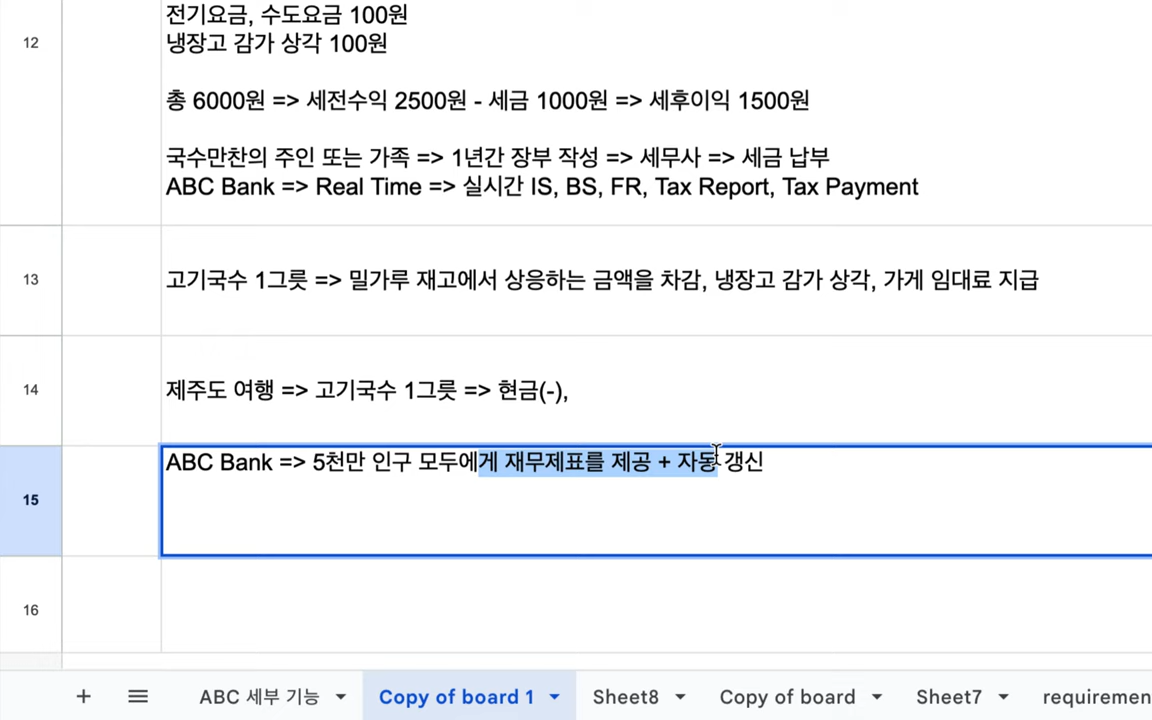 전기요금, 수도요금 100원
12
냉장고 감가 상각 100원
총 6000원 => 세전수익 2500원 - 세금 1000원 => 세후이익 1500원
국수만찬의 주인 또는 가족 => 1년간 장부 작성 => 세무사 => 세금 납부
ABC Bank => Real Time => 실시간 IS, BS, FR, Tax Report, Tax Payment
13
고기국수 1그릇 => 밀가루 재고에서 상응하는 금액을 차감, 냉장고 감가 상각, 가게 임대료 지급
14
제주도 여행 => 고기국수 1그릇 => 현금(-),
ABC Bank => 5천만 인구 모두에게 재무제표를 제공 + 자동 갱신
15
16
+ ABC 세부 기능 Copy of board 1 Sheet8 Copy of board Sheet7 requiremen